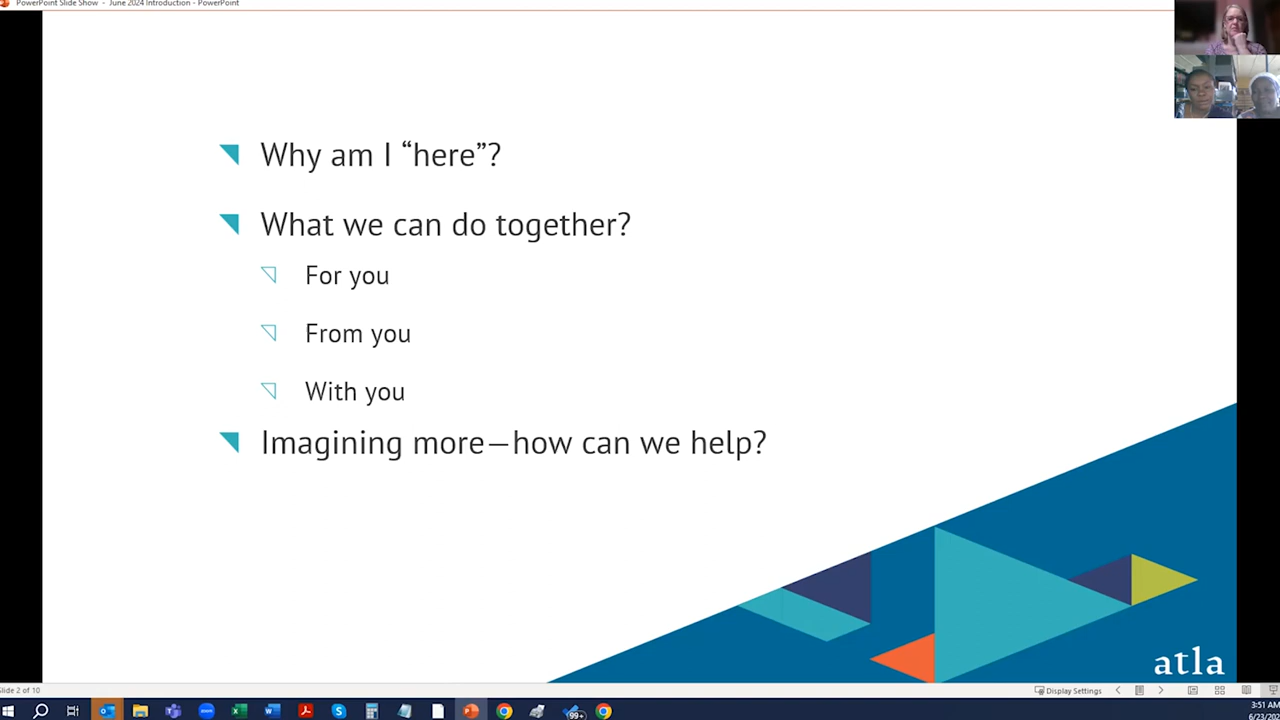 PowerPoint Slide Show - June 2024 Introduction - PowerPoint
Why am I “here”?
What we can do together?
For you
From you
With you
Imagining more—how can we help?
atla
Slide 2 of 10
Display Settings
99+
3:51 AM
6/23/202